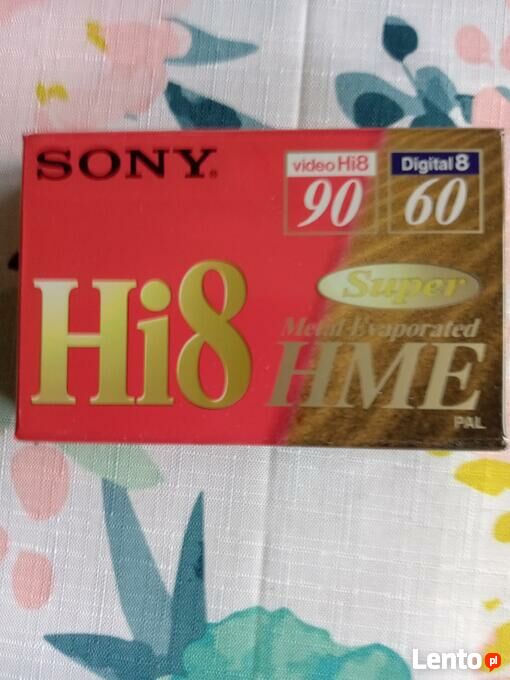 SONY
video Hi8
90
Digital 8
60
Super
Metal Evaporated
Hi8
HME
PAL
Lento.pl